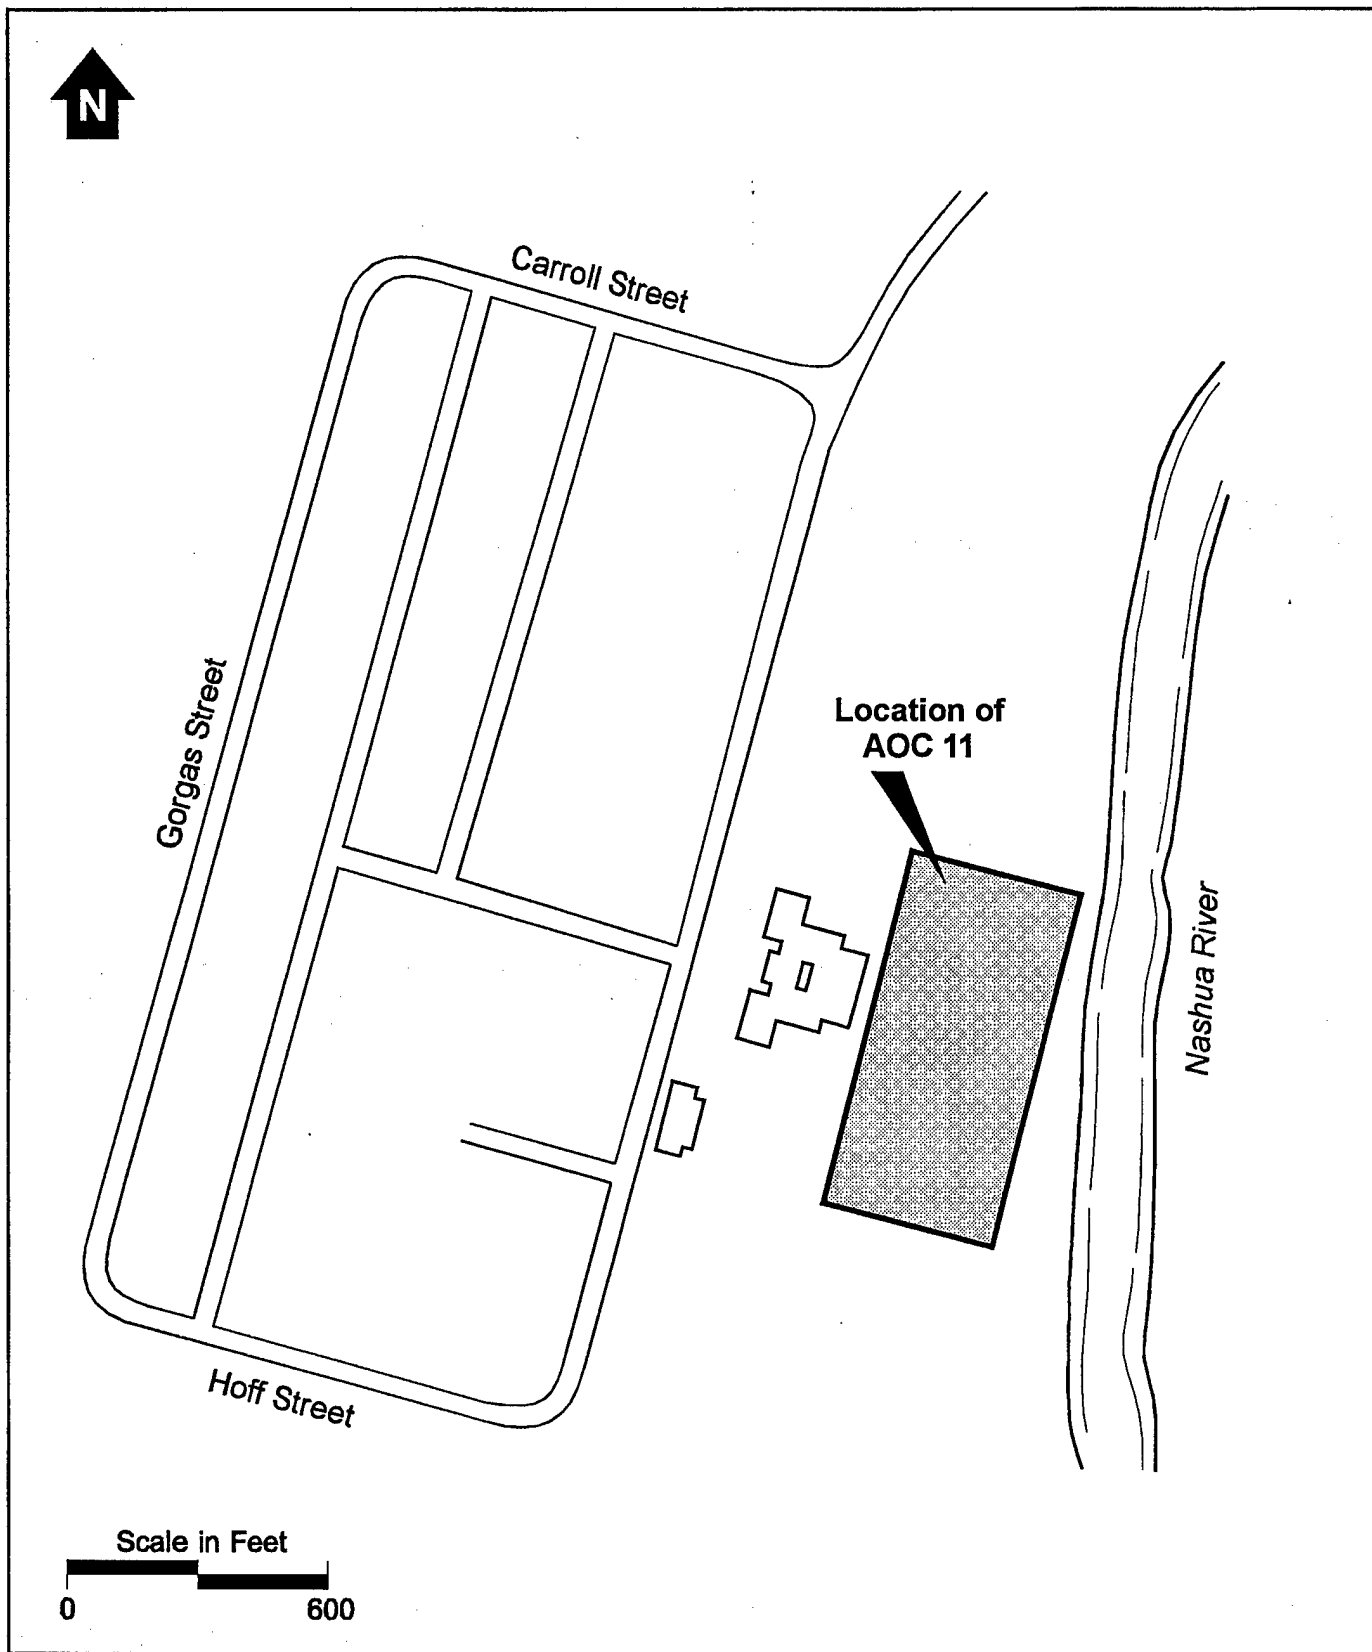 N
Carroll Street
Gorgas Street
Location of
AOC 11
Nashua River
Hoff Street
Scale in Feet
0 600